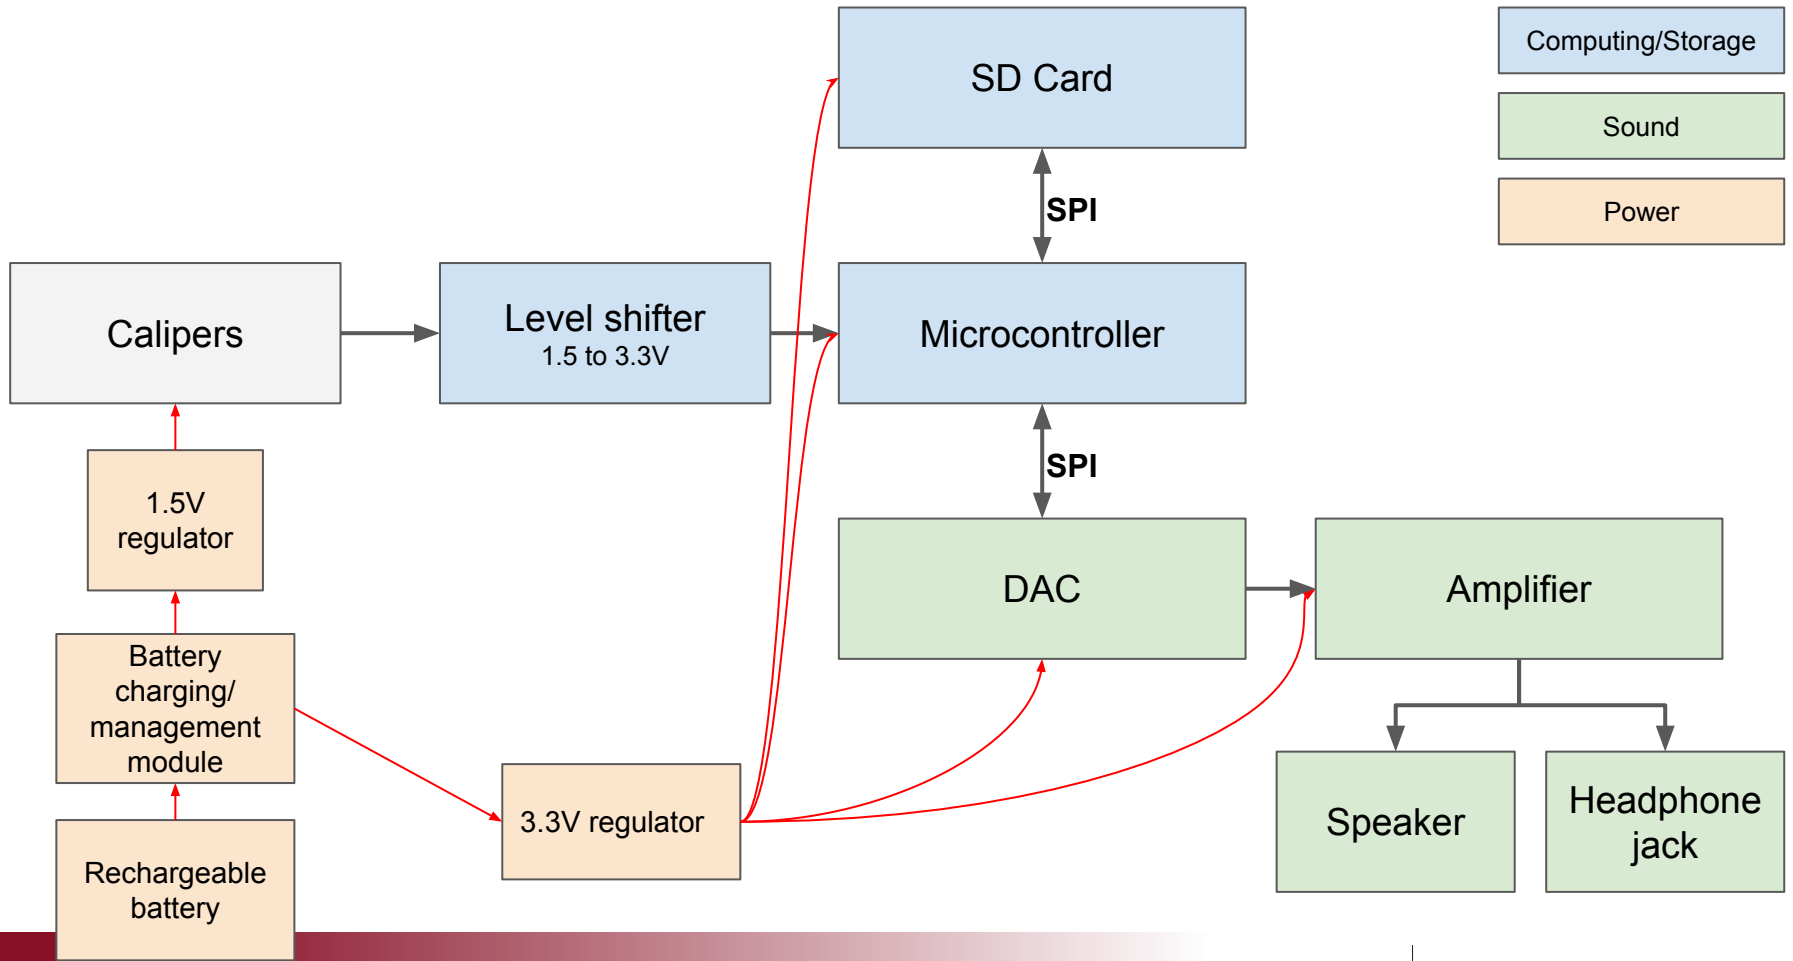 SD Card
Computing/Storage
Sound
Power
SPI
Calipers
Level shifter
1.5 to 3.3V
Microcontroller
SPI
1.5V
regulator
DAC
Amplifier
Battery
charging/
management
module
3.3V regulator
Speaker
Headphone
jack
Rechargeable
battery